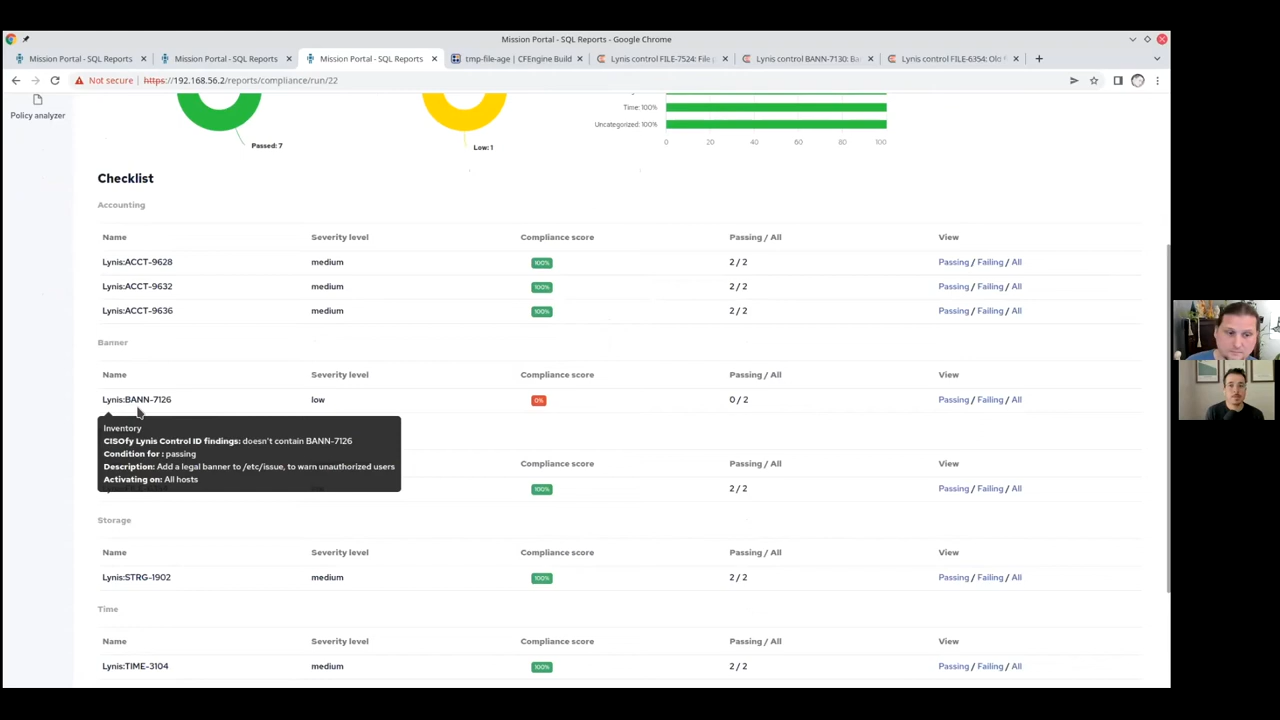 Mission Portal - SQL Reports - Google Chrome
Mission Portal - SQL Reports
Mission Portal - SQL Reports
Mission Portal - SQL Reports
tmp-file-age | CFEngine Build
Lynis control FILE-7524: File
Lynis control BANN-7130: Ba
Lynis control FILE-6354: Old
Not secure
https://192.168.56.2/reports/compliance/run/22
Policy analyzer
Passed: 7
Low: 1
Time: 100%
Uncategorized: 100%
0 20 40 60 80 100
Checklist
Accounting
Name Severity level Compliance score Passing / All View
Lynis:ACCT-9628 medium 100% 2 / 2 Passing / Failing / All
Lynis:ACCT-9632 medium 100% 2 / 2 Passing / Failing / All
Lynis:ACCT-9636 medium 100% 2 / 2 Passing / Failing / All
Banner
Name Severity level Compliance score Passing / All View
Lynis:BANN-7126 low 0% 0 / 2 Passing / Failing / All
Inventory
CISOfy Lynis Control ID findings: doesn't contain BANN-7126
Condition for : passing
Description: Add a legal banner to /etc/issue, to warn unauthorized users
Activating on: All hosts
Compliance score Passing / All View
100% 2 / 2 Passing / Failing / All
Storage
Name Severity level Compliance score Passing / All View
Lynis:STRG-1902 medium 100% 2 / 2 Passing / Failing / All
Time
Name Severity level Compliance score Passing / All View
Lynis:TIME-3104 medium 100% 2 / 2 Passing / Failing / All